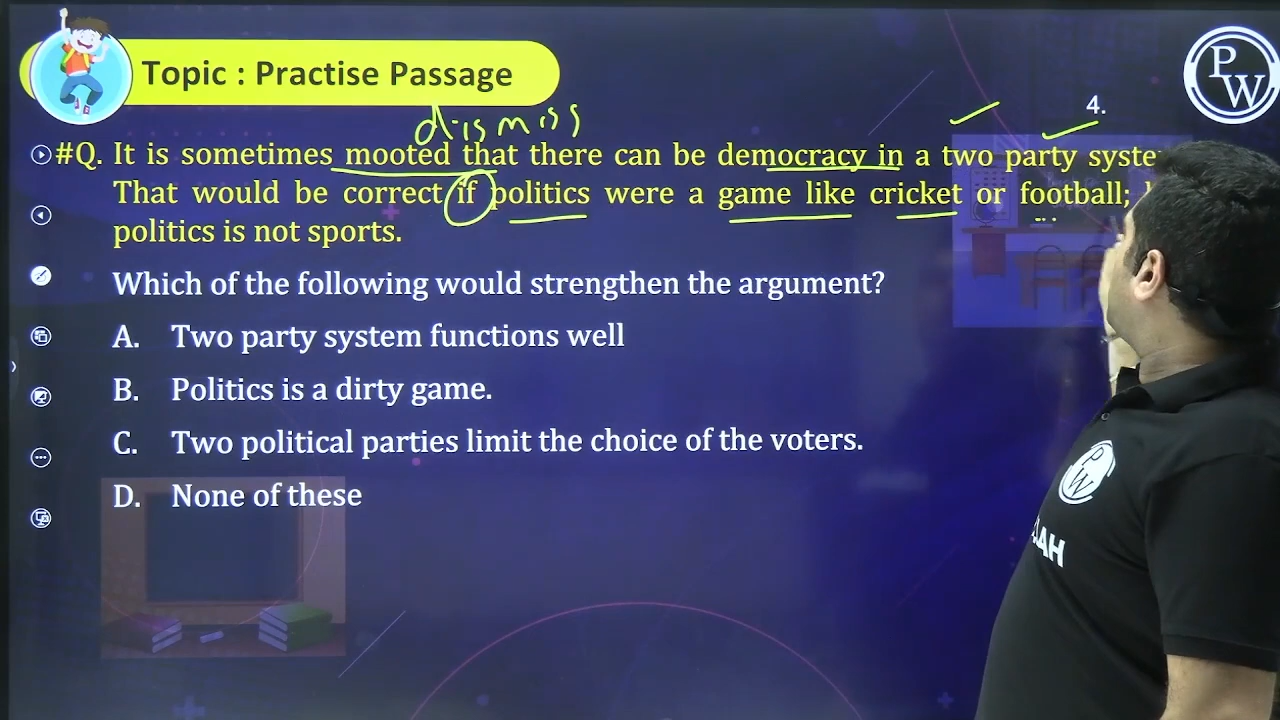 Topic : Practise Passage
PW
4.
dismiss
#Q. It is sometimes mooted that there can be democracy in a two party syste
That would be correct if politics were a game like cricket or football;
politics is not sports.
Which of the following would strengthen the argument?
A. Two party system functions well
B. Politics is a dirty game.
C. Two political parties limit the choice of the voters.
D. None of these
PW